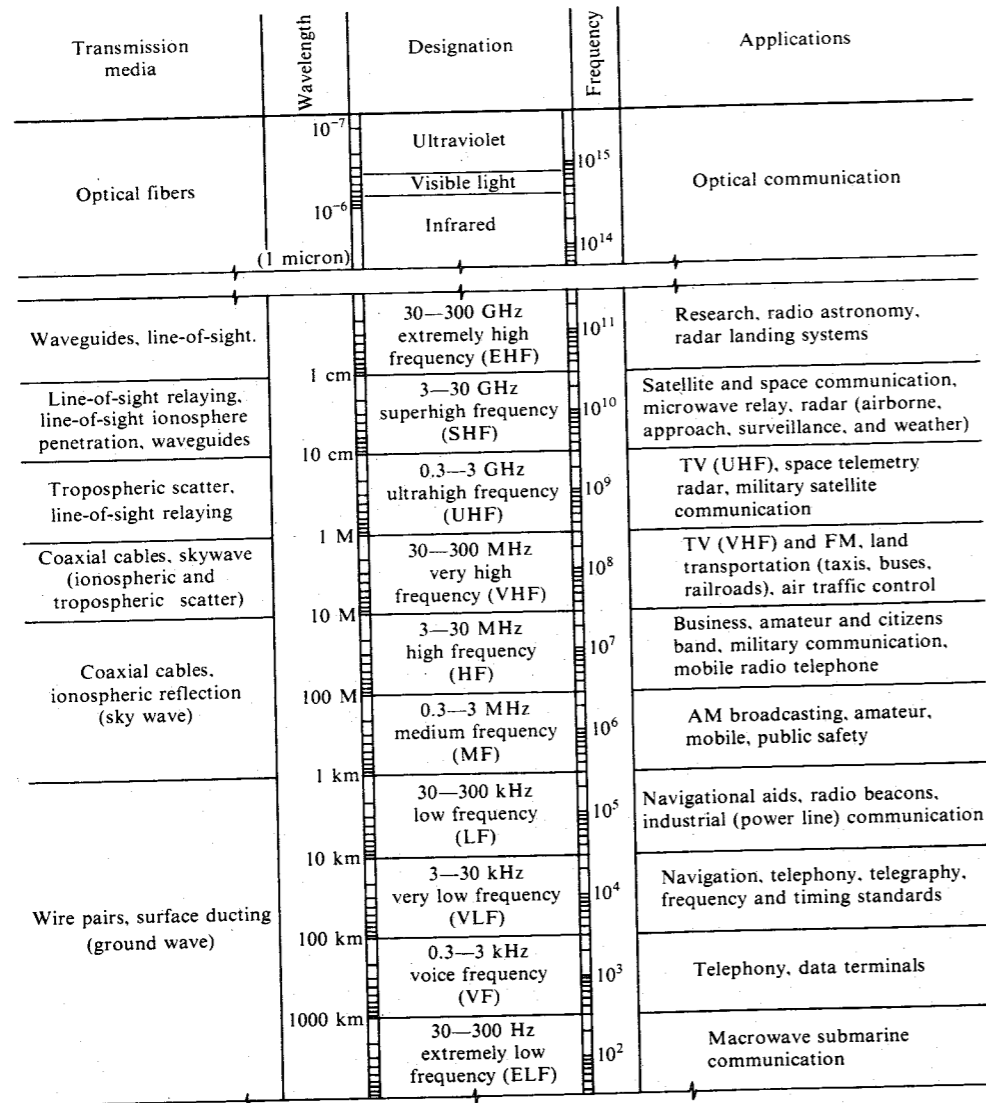 Transmission
media
Wavelength
Designation
Frequency
Applications
Optical fibers
10⁻⁷
10⁻⁶
(1 micron)
Ultraviolet
Visible light
Infrared
10¹⁵
10¹⁴
Optical communication
Waveguides, line-of-sight.
30—300 GHz
extremely high
frequency (EHF)
10¹¹
Research, radio astronomy,
radar landing systems
1 cm
Line-of-sight relaying,
line-of-sight ionosphere
penetration, waveguides
3—30 GHz
superhigh frequency
(SHF)
10¹⁰
Satellite and space communication,
microwave relay, radar (airborne,
approach, surveillance, and weather)
10 cm
Tropospheric scatter,
line-of-sight relaying
0.3—3 GHz
ultrahigh frequency
(UHF)
10⁹
TV (UHF), space telemetry
radar, military satellite
communication
1 M
Coaxial cables, skywave
(ionospheric and
tropospheric scatter)
30—300 MHz
very high
frequency (VHF)
10⁸
TV (VHF) and FM, land
transportation (taxis, buses,
railroads), air traffic control
10 M
Coaxial cables,
ionospheric reflection
(sky wave)
3—30 MHz
high frequency
(HF)
10⁷
Business, amateur and citizens
band, military communication,
mobile radio telephone
100 M
0.3—3 MHz
medium frequency
(MF)
10⁶
AM broadcasting, amateur,
mobile, public safety
1 km
Wire pairs, surface ducting
(ground wave)
30—300 kHz
low frequency
(LF)
10⁵
Navigational aids, radio beacons,
industrial (power line) communication
10 km
3—30 kHz
very low frequency
(VLF)
10⁴
Navigation, telephony, telegraphy,
frequency and timing standards
100 km
0.3—3 kHz
voice frequency
(VF)
10³
Telephony, data terminals
1000 km
30—300 Hz
extremely low
frequency (ELF)
10²
Macrowave submarine
communication